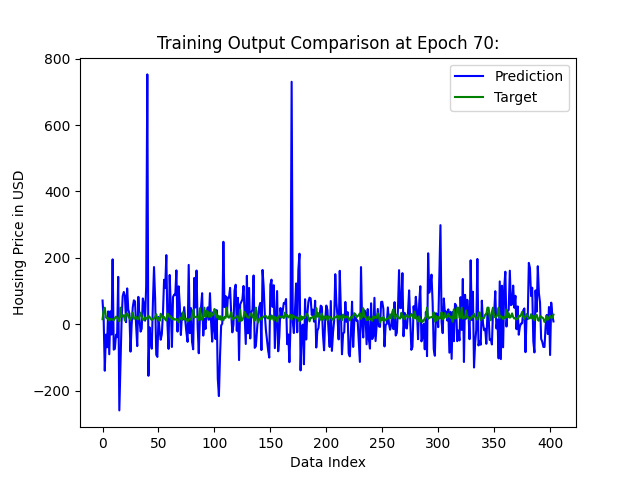 Training Output Comparison at Epoch 70:
800
600
400
200
0
−200
Housing Price in USD
Prediction
Target
0 50 100 150 200 250 300 350 400
Data Index